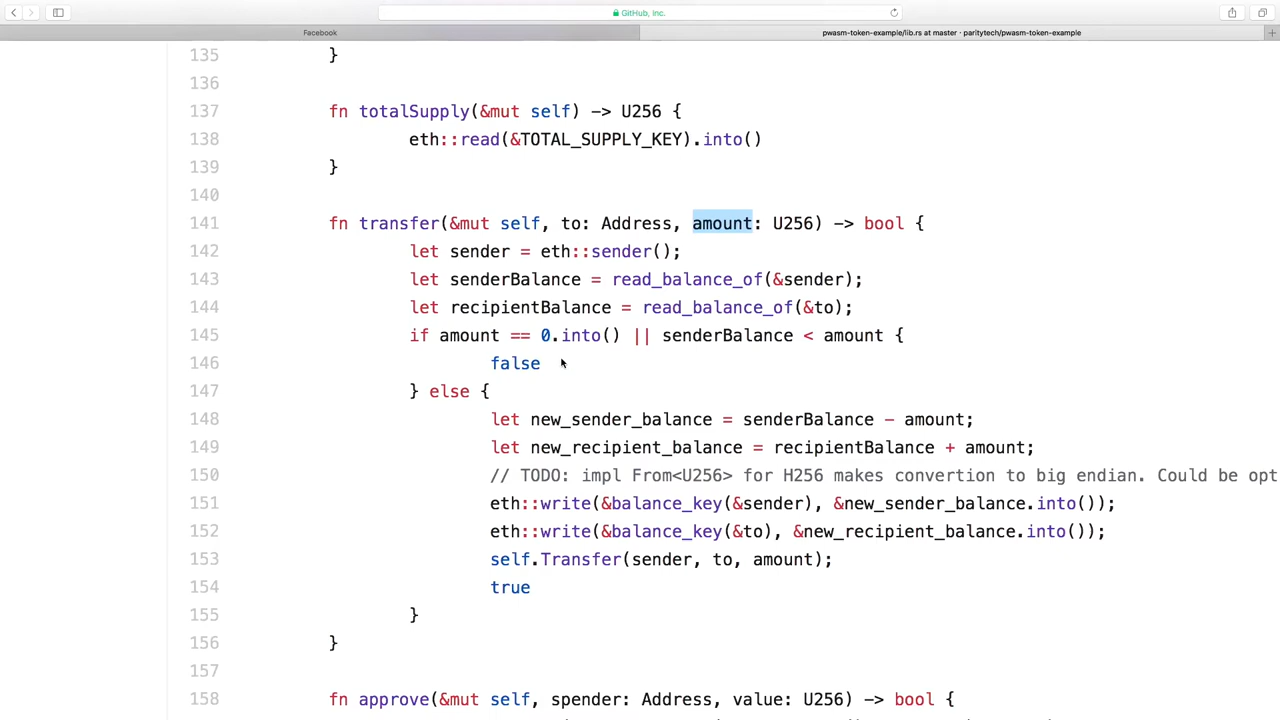 GitHub, Inc.
Facebook
pwasm-token-example/lib.rs at master · paritytech/pwasm-token-example
135 }
136
137 fn totalSupply(&mut self) -> U256 {
138 eth::read(&TOTAL_SUPPLY_KEY).into()
139 }
140
141 fn transfer(&mut self, to: Address, amount: U256) -> bool {
142 let sender = eth::sender();
143 let senderBalance = read_balance_of(&sender);
144 let recipientBalance = read_balance_of(&to);
145 if amount == 0.into() || senderBalance < amount {
146 false
147 } else {
148 let new_sender_balance = senderBalance - amount;
149 let new_recipient_balance = recipientBalance + amount;
150 // TODO: impl From<U256> for H256 makes convertion to big endian. Could be opt
151 eth::write(&balance_key(&sender), &new_sender_balance.into());
152 eth::write(&balance_key(&to), &new_recipient_balance.into());
153 self.Transfer(sender, to, amount);
154 true
155 }
156 }
157
158 fn approve(&mut self, spender: Address, value: U256) -> bool {